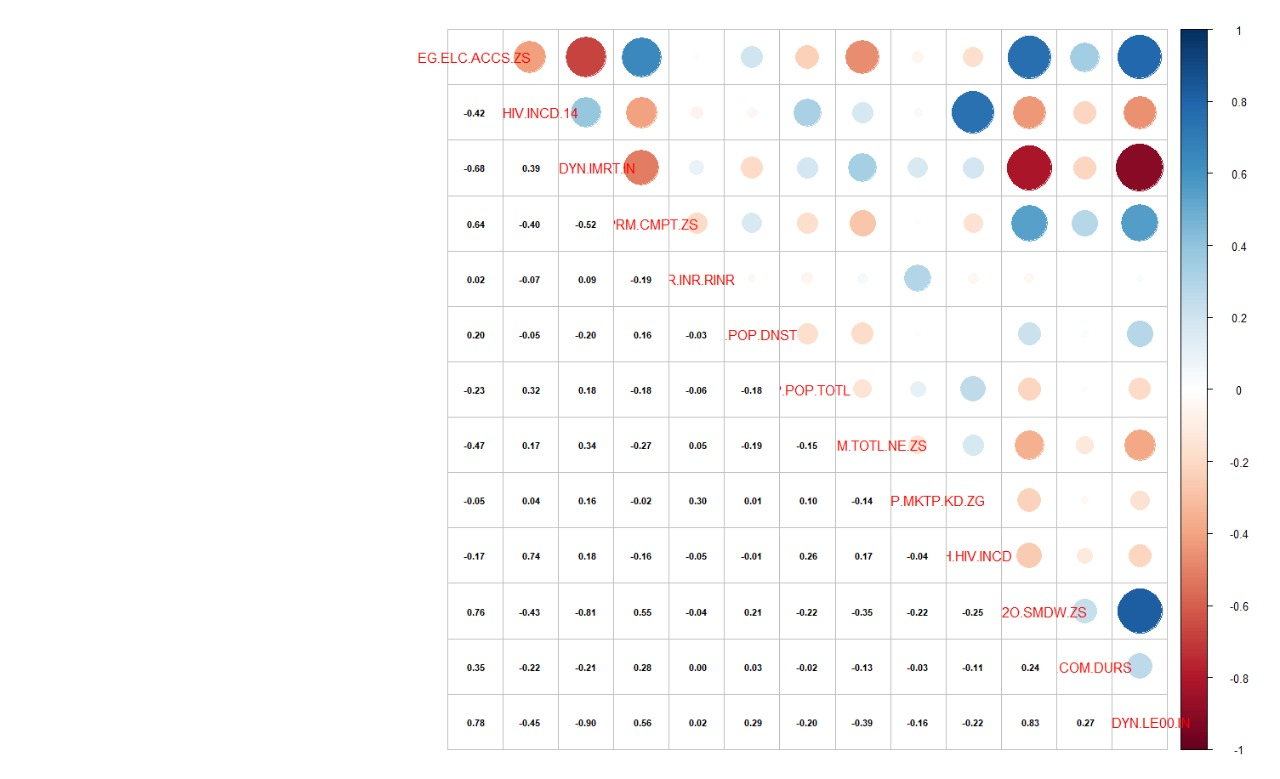 1
EG.ELC.ACCS.ZS
0.8
-0.42 HIV.INCD.14
-0.68 0.39 DYN.IMRT.IN
0.6
0.64 -0.40 -0.52 PRM.CMPT.ZS
0.4
0.02 -0.07 0.09 -0.19 R.INR.RINR
0.2
0.20 -0.05 -0.20 0.16 -0.03 .POP.DNST
0
-0.23 0.32 0.18 -0.18 -0.06 -0.18 .POP.TOTL
-0.47 0.17 0.34 -0.27 0.05 -0.19 -0.15 M.TOTL.NE.ZS
-0.2
-0.05 0.04 0.16 -0.02 0.30 0.01 0.10 -0.14 P.MKTP.KD.ZG
-0.4
-0.17 0.74 0.18 -0.16 -0.05 -0.01 0.26 0.17 -0.04 H.HIV.INCD
-0.6
0.76 -0.43 -0.81 0.55 -0.04 0.21 -0.22 -0.35 -0.22 -0.25 2O.SMDW.ZS
0.35 -0.22 -0.21 0.28 0.00 0.03 -0.02 -0.13 -0.03 -0.11 0.24 .COM.DURS
-0.8
0.78 -0.45 -0.90 0.56 0.02 0.29 -0.20 -0.39 -0.16 -0.22 0.83 0.27 DYN.LE00.IN
-1